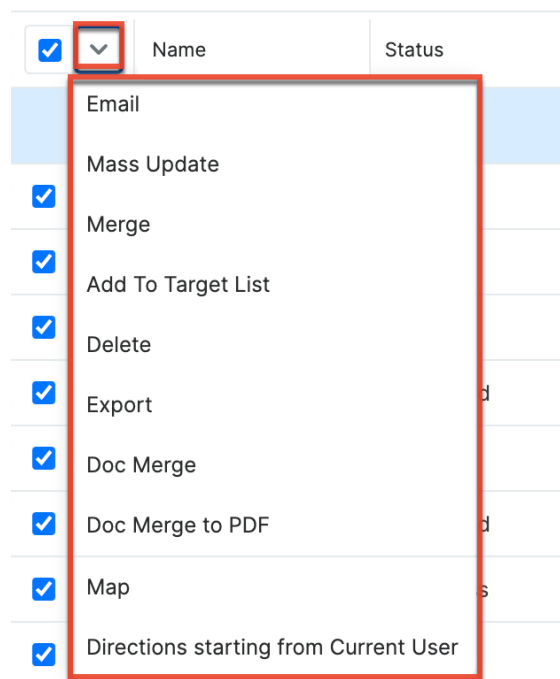 Name Status
Email
Mass Update
Merge
Add To Target List
Delete
Export
d
Doc Merge
Doc Merge to PDF
d
Map
s
Directions starting from Current User